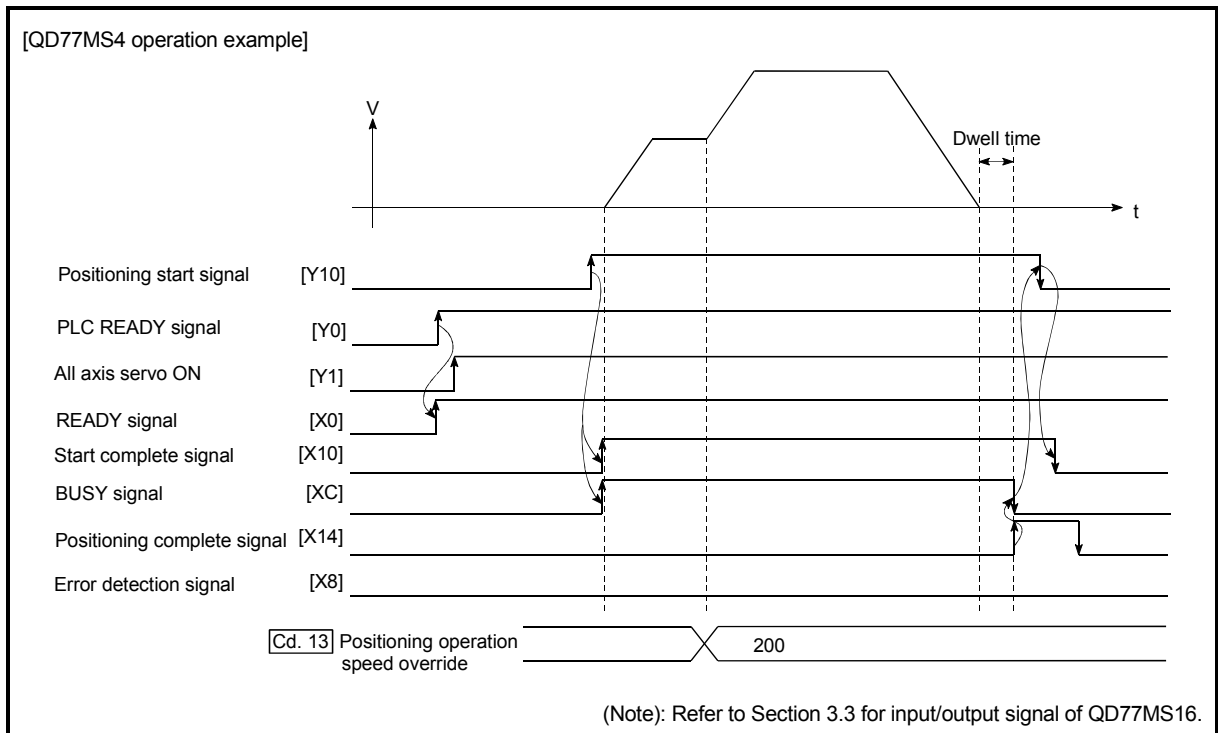 [QD77MS4 operation example]
V
Dwell time
t
Positioning start signal [Y10]
PLC READY signal [Y0]
All axis servo ON [Y1]
READY signal [X0]
Start complete signal [X10]
BUSY signal [XC]
Positioning complete signal [X14]
Error detection signal [X8]
Cd. 13 Positioning operation
speed override
200
(Note): Refer to Section 3.3 for input/output signal of QD77MS16.